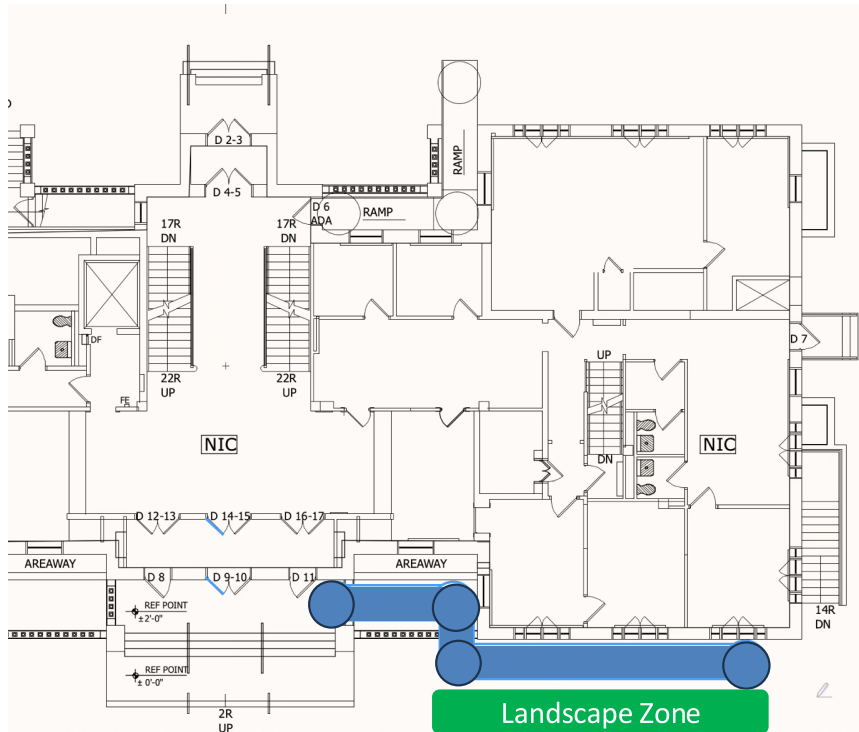 D 2-3
D 4-5
RAMP
D 6
ADA
RAMP
17R
DN
17R
DN
DF
D 7
22R
UP
22R
UP
UP
FE
NIC
NIC
DN
D 12-13
D 14-15
D 16-17
AREAWAY
AREAWAY
D 8
D 9-10
D 11
REF POINT
±2'-0"
14R
DN
REF POINT
± 0'-0"
2R
UP
Landscape Zone